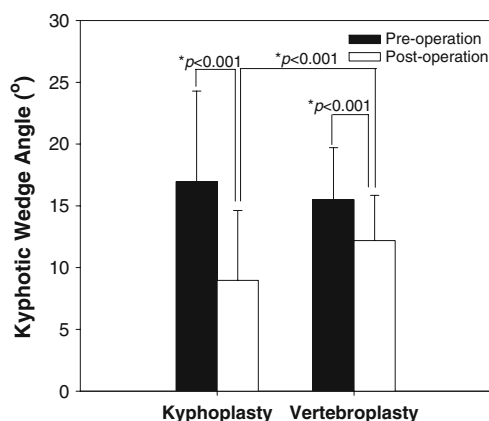 30
25
20
15
10
5
0
Kyphotic Wedge Angle (º)
Pre-operation
Post-operation
*p<0.001
*p<0.001
*p<0.001
Kyphoplasty Vertebroplasty